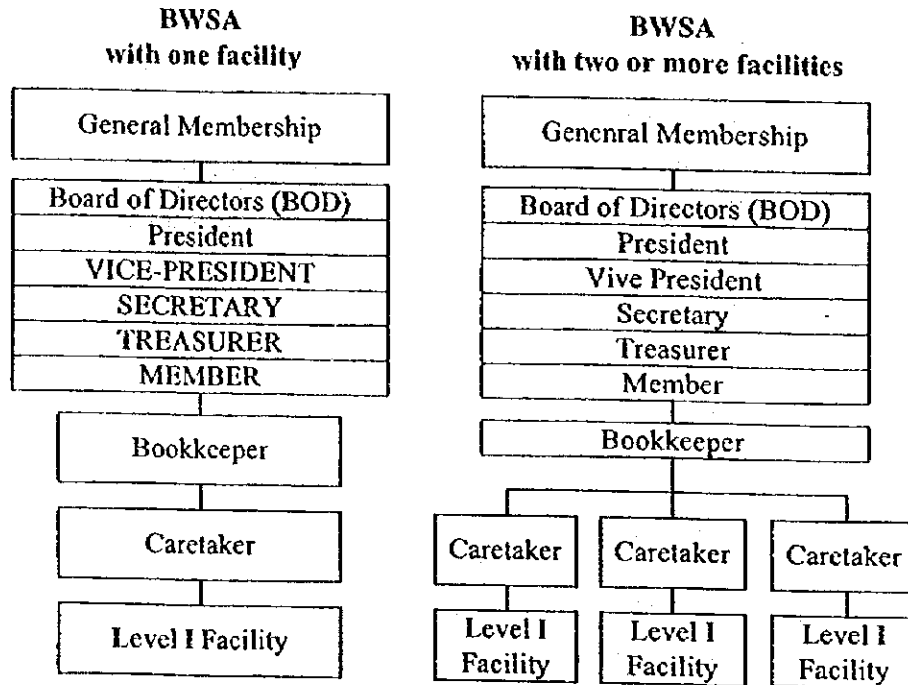 BWSA
with one facility
General Membership
Board of Directors (BOD)
President
VICE-PRESIDENT
SECRETARY
TREASURER
MEMBER
Bookkeeper
Caretaker
Level I Facility
BWSA
with two or more facilities
Genenral Membership
Board of Directors (BOD)
President
Vive President
Secretary
Treasurer
Member
Bookkeeper
Caretaker
Caretaker
Caretaker
Level I
Facility
Level I
Facility
Level I
Facility